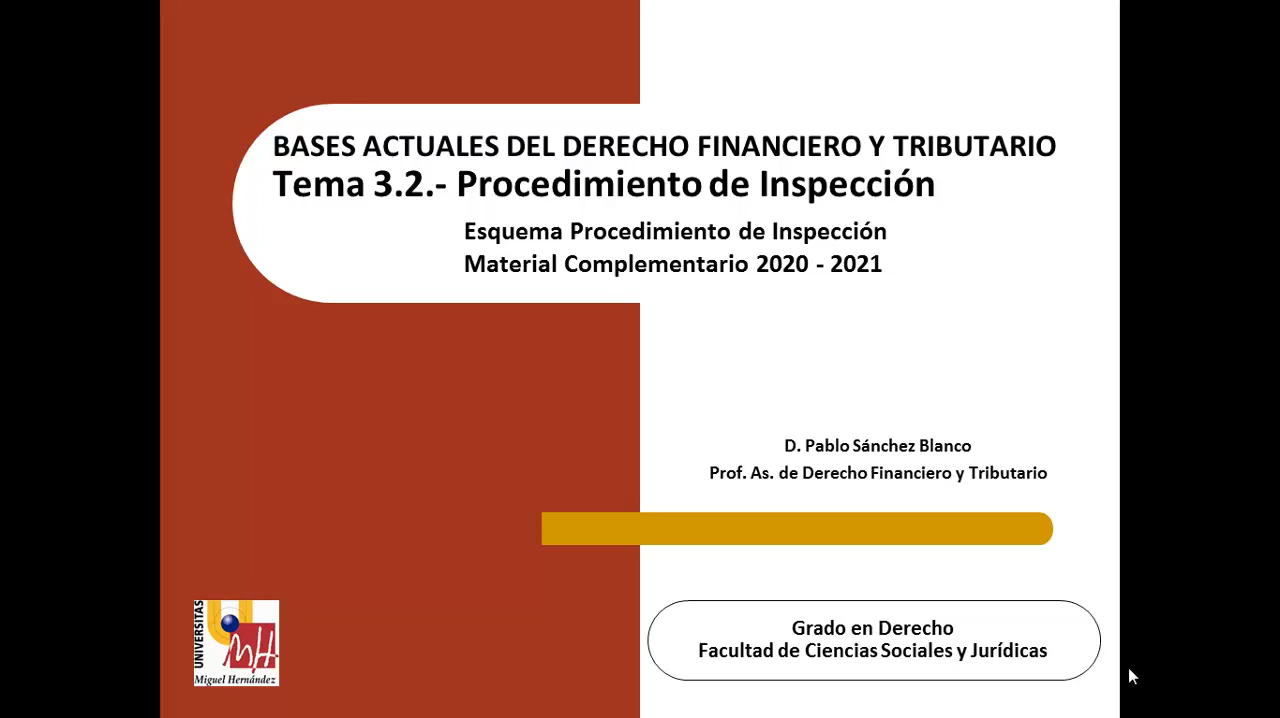 BASES ACTUALES DEL DERECHO FINANCIERO Y TRIBUTARIO
Tema 3.2.- Procedimiento de Inspección
Esquema Procedimiento de Inspección
Material Complementario 2020 - 2021
D. Pablo Sánchez Blanco
Prof. As. de Derecho Financiero y Tributario
UNIVERSITAS
Miguel Hernández
Grado en Derecho
Facultad de Ciencias Sociales y Jurídicas